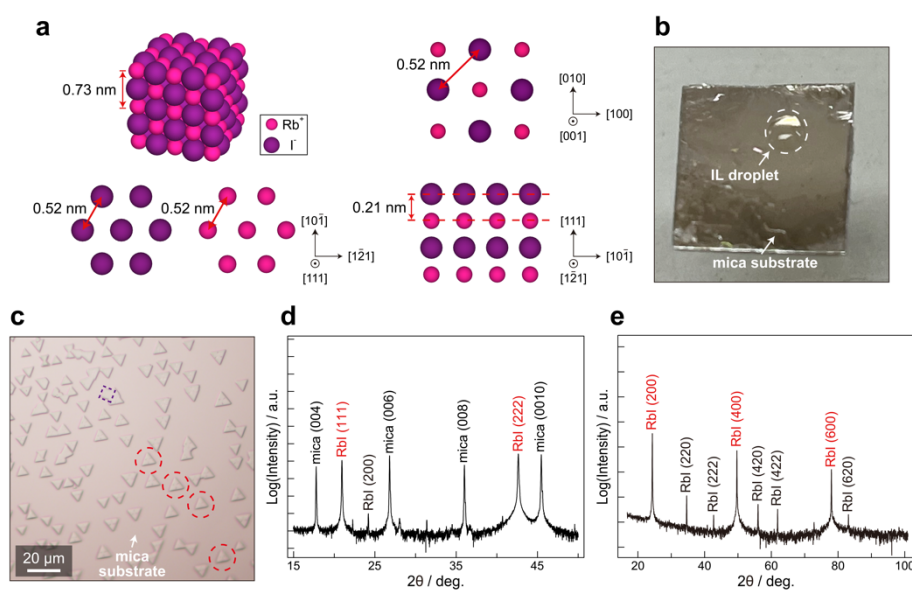 a
0.73 nm
Rb⁺
I⁻
0.52 nm
[010]
[100]
[001]
0.52 nm
0.52 nm
[101̄]
[12̄1]
[111]
0.21 nm
[111]
[101̄]
[12̄1]
b
IL droplet
mica substrate
c
mica
substrate
20 μm
d
Log(Intensity) / a.u.
mica (004)
RbI (111)
RbI (200)
mica (006)
mica (008)
RbI (222)
mica (0010)
15
25
35
45
2θ / deg.
e
Log(Intensity) / a.u.
RbI (200)
RbI (220)
RbI (222)
RbI (400)
RbI (420)
RbI (422)
RbI (600)
RbI (620)
20
40
60
80
100
2θ / deg.